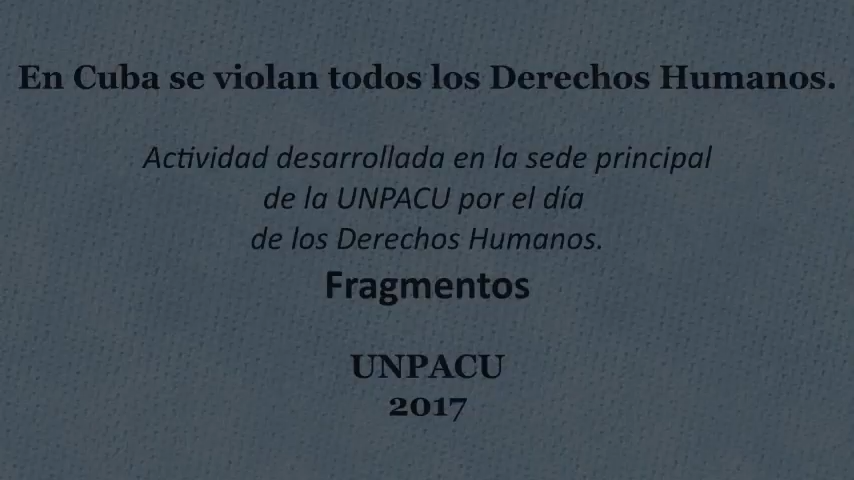 En Cuba se violan todos los Derechos Humanos.
Actividad desarrollada en la sede principal
de la UNPACU por el día
de los Derechos Humanos.
Fragmentos
UNPACU
2017